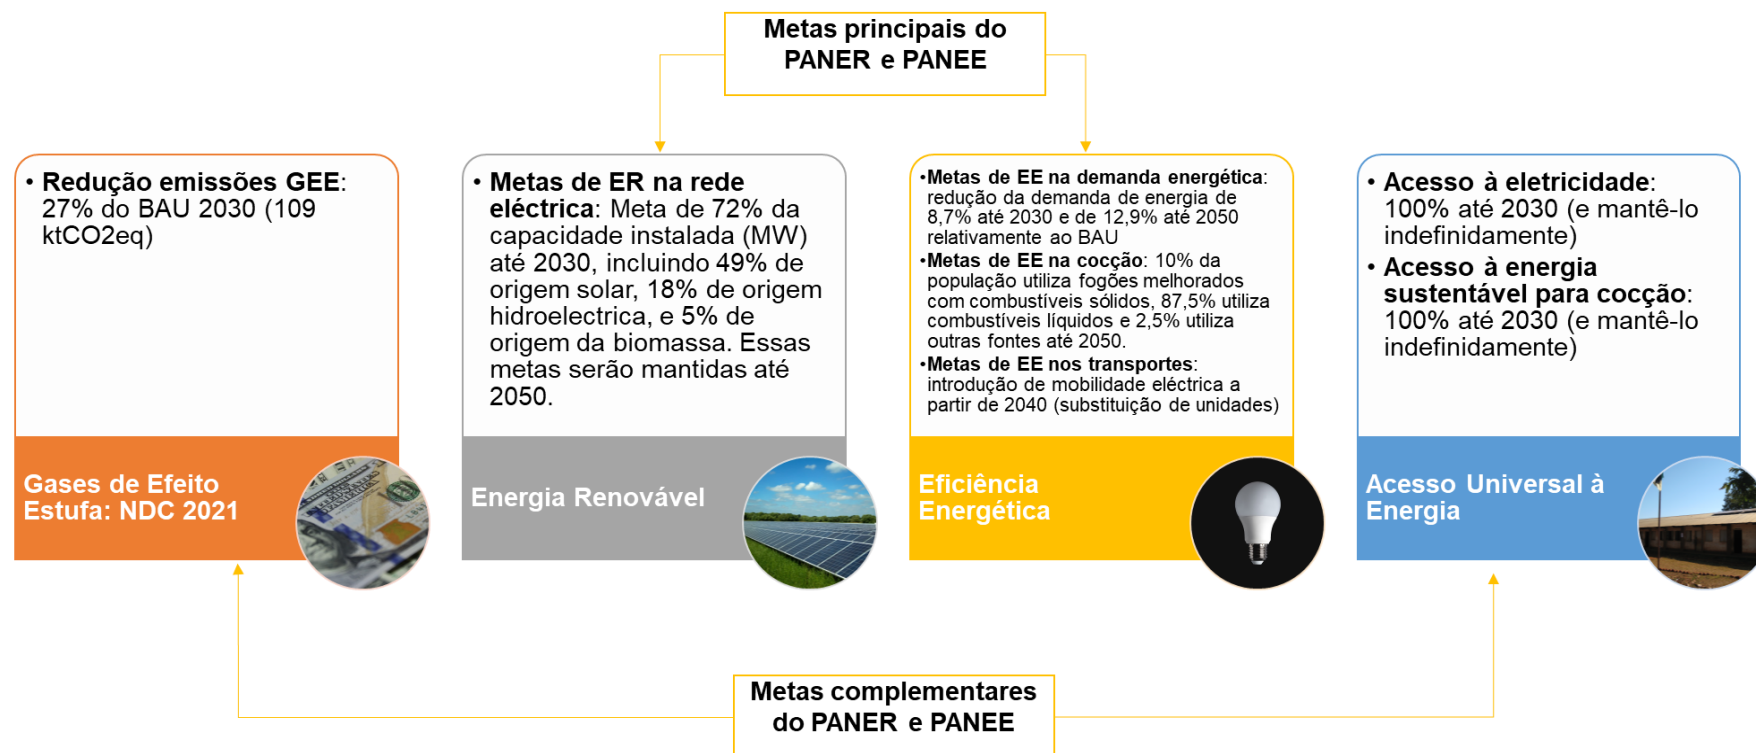 Metas principais do
PANER e PANEE
• Redução emissões GEE:
27% do BAU 2030 (109
ktCO2eq)
Gases de Efeito
Estufa: NDC 2021
• Metas de ER na rede
eléctrica: Meta de 72% da
capacidade instalada (MW)
até 2030, incluindo 49% de
origem solar, 18% de origem
hidroelectrica, e 5% de
origem da biomassa. Essas
metas serão mantidas até
2050.
Energia Renovável
•Metas de EE na demanda energética:
redução da demanda de energia de
8,7% até 2030 e de 12,9% até 2050
relativamente ao BAU
•Metas de EE na cocção: 10% da
população utiliza fogões melhorados
com combustíveis sólidos, 87,5% utiliza
combustíveis líquidos e 2,5% utiliza
outras fontes até 2050.
•Metas de EE nos transportes:
introdução de mobilidade eléctrica a
partir de 2040 (substituição de unidades)
Eficiência
Energética
• Acesso à eletricidade:
100% até 2030 (e mantê-lo
indefinidamente)
• Acesso à energia
sustentável para cocção:
100% até 2030 (e mantê-lo
indefinidamente)
Acesso Universal à
Energia
Metas complementares
do PANER e PANEE